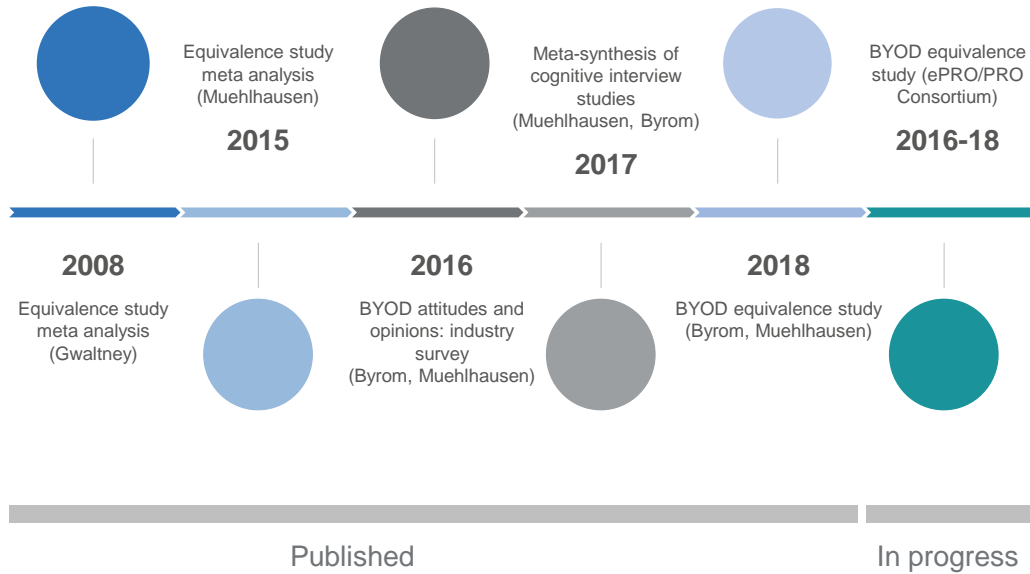 Equivalence study
meta analysis
(Muehlhausen)
2015
Meta-synthesis of
cognitive interview
studies
(Muehlhausen, Byrom)
2017
BYOD equivalence
study (ePRO/PRO
Consortium)
2016-18
2008
Equivalence study
meta analysis
(Gwaltney)
2016
BYOD attitudes and
opinions: industry
survey
(Byrom, Muehlhausen)
2018
BYOD equivalence study
(Byrom, Muehlhausen)
Published
In progress